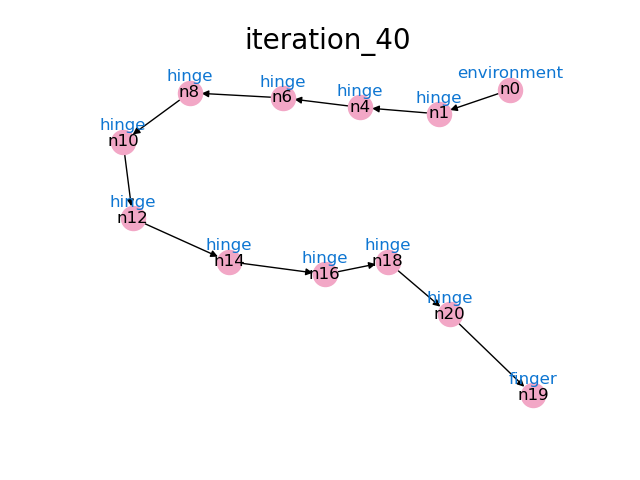 iteration_40
environment
n0
hinge
n1
hinge
n4
hinge
n6
hinge
n8
hinge
n10
hinge
n12
hinge
n14
hinge
n16
hinge
n18
hinge
n20
finger
n19